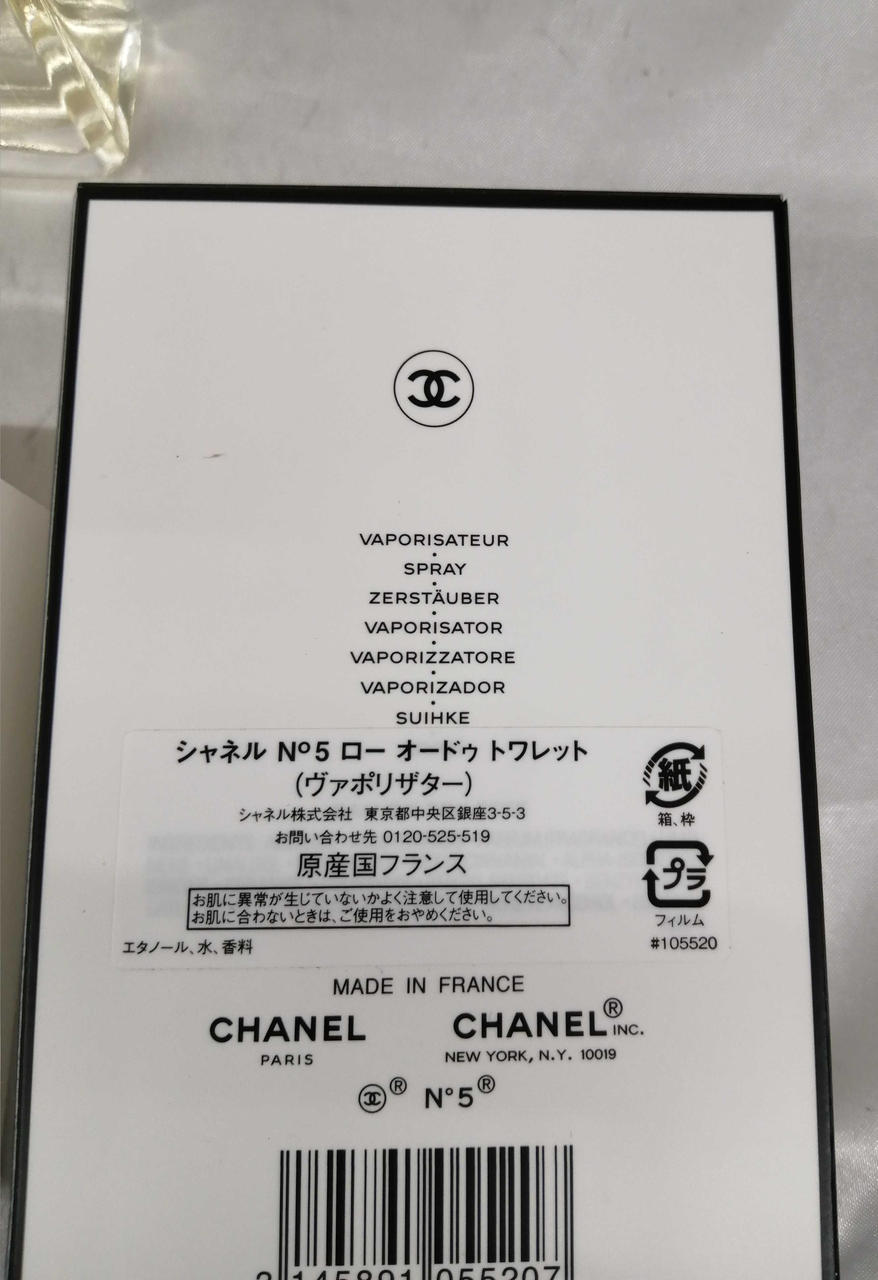 VAPORISATEUR
SPRAY
ZERSTÄUBER
VAPORISATOR
VAPORIZZATORE
VAPORIZADOR
SUIHKE
シャネル Nº5 ロー オードゥ トワレット
(ヴァポリザター)
シャネル株式会社 東京都中央区銀座3-5-3
お問い合わせ先 0120-525-519
原産国フランス
お肌に異常が生じていないかよく注意して使用してください。
お肌に合わないときは、ご使用をおやめください。
エタノール、水、香料
紙
箱、枠
プラ
フィルム
#105520
MADE IN FRANCE
CHANEL
PARIS
CHANEL® INC.
NEW YORK, N.Y. 10019
® N°5®
3 145891 055207